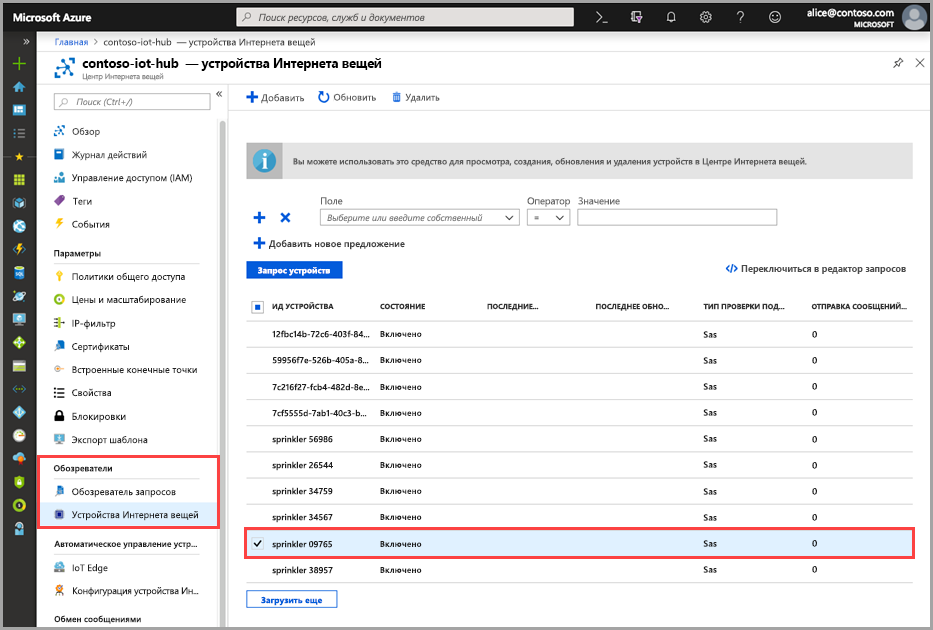 Microsoft Azure
Поиск ресурсов, служб и документов
alice@contoso.com
MICROSOFT
Главная > contoso-iot-hub — устройства Интернета вещей
contoso-iot-hub — устройства Интернета вещей
Центр Интернета вещей
Поиск (Ctrl+/)
Обзор
Журнал действий
Управление доступом (IAM)
Теги
События
Параметры
Политики общего доступа
Цены и масштабирование
IP-фильтр
Сертификаты
Встроенные конечные точки
Свойства
Блокировки
Экспорт шаблона
Обозреватели
Обозреватель запросов
Устройства Интернета вещей
Автоматическое управление устр...
IoT Edge
Конфигурация устройства Ин...
Обмен сообщениями
Добавить Обновить Удалить
Вы можете использовать это средство для просмотра, создания, обновления и удаления устройств в Центре Интернета вещей.
Поле Оператор Значение
Выберите или введите собственный =
Добавить новое предложение
Запрос устройств
Переключиться в редактор запросов
ИД УСТРОЙСТВА СОСТОЯНИЕ ПОСЛЕДНИЕ... ПОСЛЕДНЕЕ ОБНО... ТИП ПРОВЕРКИ ПОД... ОТПРАВКА СООБЩЕНИЙ...
12fbc14b-72c6-403f-84... Включено Sas 0
59956f7e-526b-405a-8... Включено Sas 0
7c216f27-fcb4-482d-8e... Включено Sas 0
7cf5555d-7ab1-40c3-b... Включено Sas 0
sprinkler 56986 Включено Sas 0
sprinkler 26544 Включено Sas 0
sprinkler 34759 Включено Sas 0
sprinkler 34567 Включено Sas 0
sprinkler 09765 Включено Sas 0
sprinkler 38957 Включено Sas 0
Загрузить еще